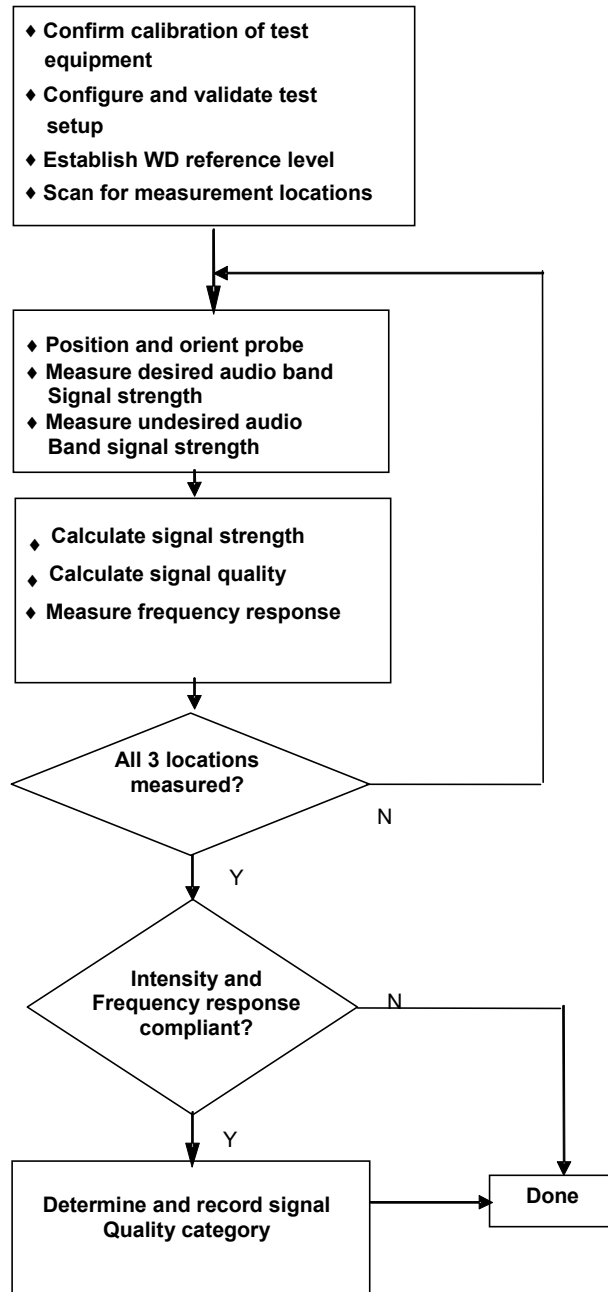 ♦ Confirm calibration of test
equipment
♦ Configure and validate test
setup
♦ Establish WD reference level
♦ Scan for measurement locations
♦ Position and orient probe
♦ Measure desired audio band
Signal strength
♦ Measure undesired audio
Band signal strength
♦ Calculate signal strength
♦ Calculate signal quality
♦ Measure frequency response
All 3 locations
measured?
N
Y
Intensity and
Frequency response
compliant?
N
Y
Determine and record signal
Quality category
Done